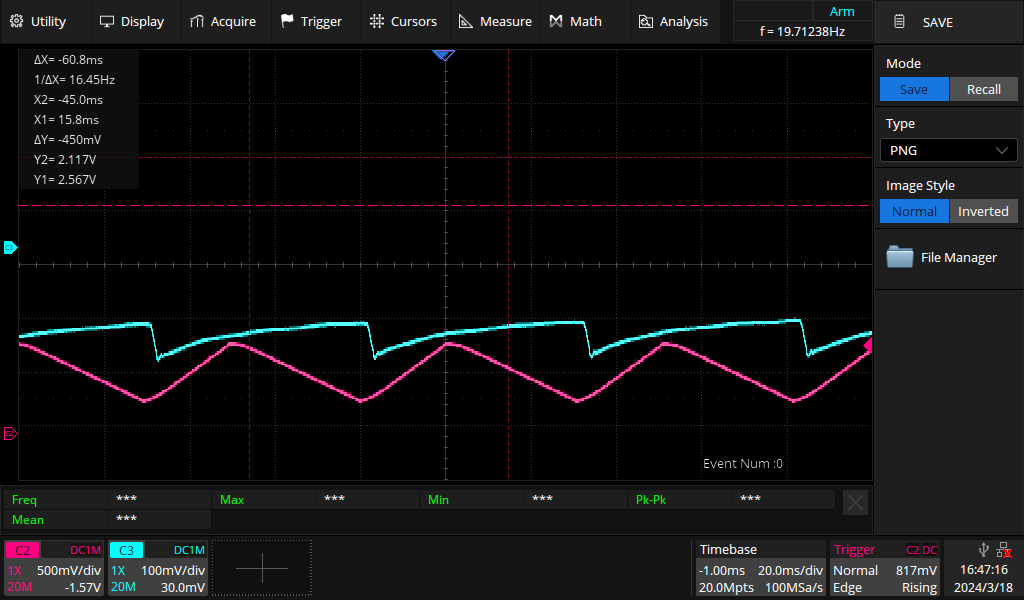 Utility Display Acquire Trigger Cursors Measure Math Analysis Arm SAVE
f = 19.71238Hz
ΔX= -60.8ms
1/ΔX= 16.45Hz
X2= -45.0ms
X1= 15.8ms
ΔY= -450mV
Y2= 2.117V
Y1= 2.567V
Mode
Save Recall
Type
PNG
Image Style
Normal Inverted
File Manager
Event Num :0
Freq *** Max *** Min *** Pk-Pk ***
Mean ***
C2 DC1M C3 DC1M Timebase Trigger C2 DC
1X 500mV/div 1X 100mV/div -1.00ms 20.0ms/div Normal 817mV 16:47:16
20M -1.57V 20M 30.0mV 20.0Mpts 100MSa/s Edge Rising 2024/3/18